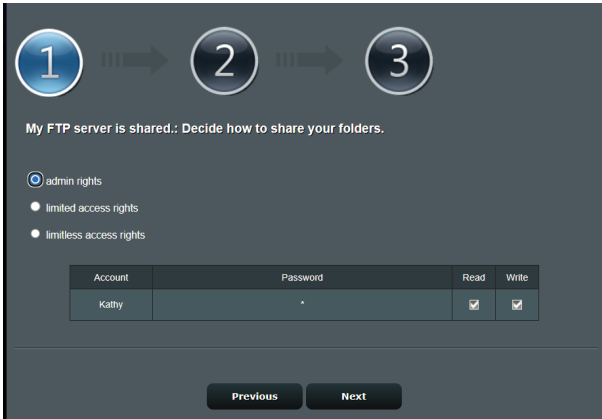 1 2 3
My FTP server is shared.: Decide how to share your folders.
admin rights
limited access rights
limitless access rights
Account Password Read Write
Kathy *
Previous Next